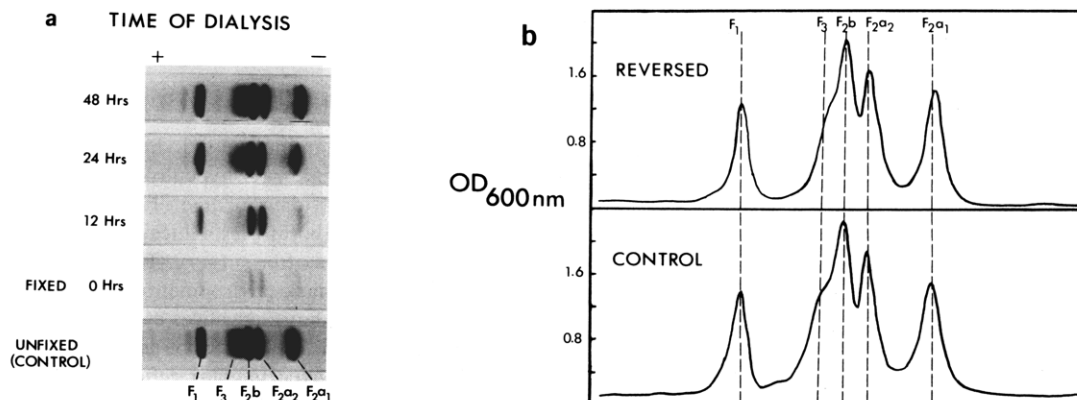 a
TIME OF DIALYSIS
+ −
48 Hrs
24 Hrs
12 Hrs
FIXED 0 Hrs
UNFIXED
(CONTROL)
F₁ F₃ F₂b F₂a₂ F₂a₁
b
F₁ F₃ F₂b F₂a₂ F₂a₁
1.6
REVERSED
0.8
OD600nm
CONTROL
1.6
0.8